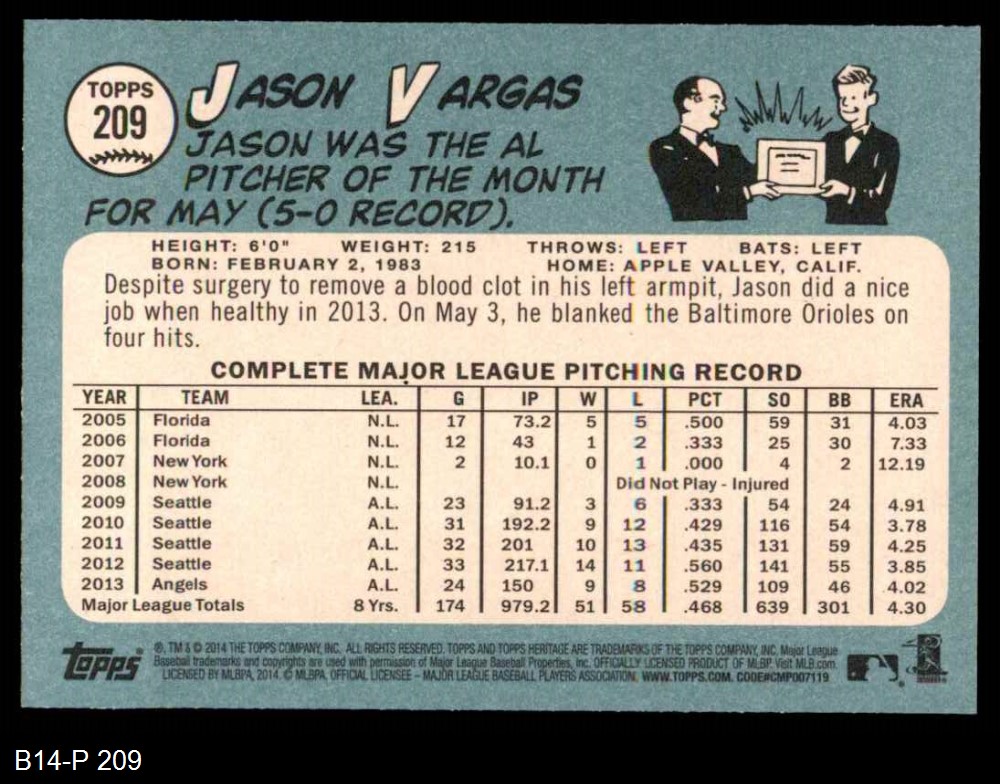 TOPPS
209
JASON VARGAS
JASON WAS THE AL
PITCHER OF THE MONTH
FOR MAY (5-0 RECORD).
HEIGHT: 6'0" WEIGHT: 215 THROWS: LEFT BATS: LEFT
BORN: FEBRUARY 2, 1983 HOME: APPLE VALLEY, CALIF.
Despite surgery to remove a blood clot in his left armpit, Jason did a nice
job when healthy in 2013. On May 3, he blanked the Baltimore Orioles on
four hits.
COMPLETE MAJOR LEAGUE PITCHING RECORD
YEAR TEAM LEA. G IP W L PCT SO BB ERA
2005 Florida N.L. 17 73.2 5 5 .500 59 31 4.03
2006 Florida N.L. 12 43 1 2 .333 25 30 7.33
2007 New York N.L. 2 10.1 0 1 .000 4 2 12.19
2008 New York N.L. Did Not Play - Injured
2009 Seattle A.L. 23 91.2 3 6 .333 54 24 4.91
2010 Seattle A.L. 31 192.2 9 12 .429 116 54 3.78
2011 Seattle A.L. 32 201 10 13 .435 131 59 4.25
2012 Seattle A.L. 33 217.1 14 11 .560 141 55 3.85
2013 Angels A.L. 24 150 9 8 .529 109 46 4.02
Major League Totals 8 Yrs. 174 979.2 51 58 .468 639 301 4.30
topps
®, TM & © 2014 THE TOPPS COMPANY, INC. ALL RIGHTS RESERVED. TOPPS AND TOPPS HERITAGE ARE TRADEMARKS OF THE TOPPS COMPANY, INC. Major League
Baseball trademarks and copyrights are used with permission of Major League Baseball Properties, Inc. OFFICIALLY LICENSED PRODUCT OF MLBP. Visit MLB.com
LICENSED BY MLBPA, 2014. © MLBPA, OFFICIAL LICENSEE – MAJOR LEAGUE BASEBALL PLAYERS ASSOCIATION. WWW.TOPPS.COM. CODE#CMP007119
B14-P 209